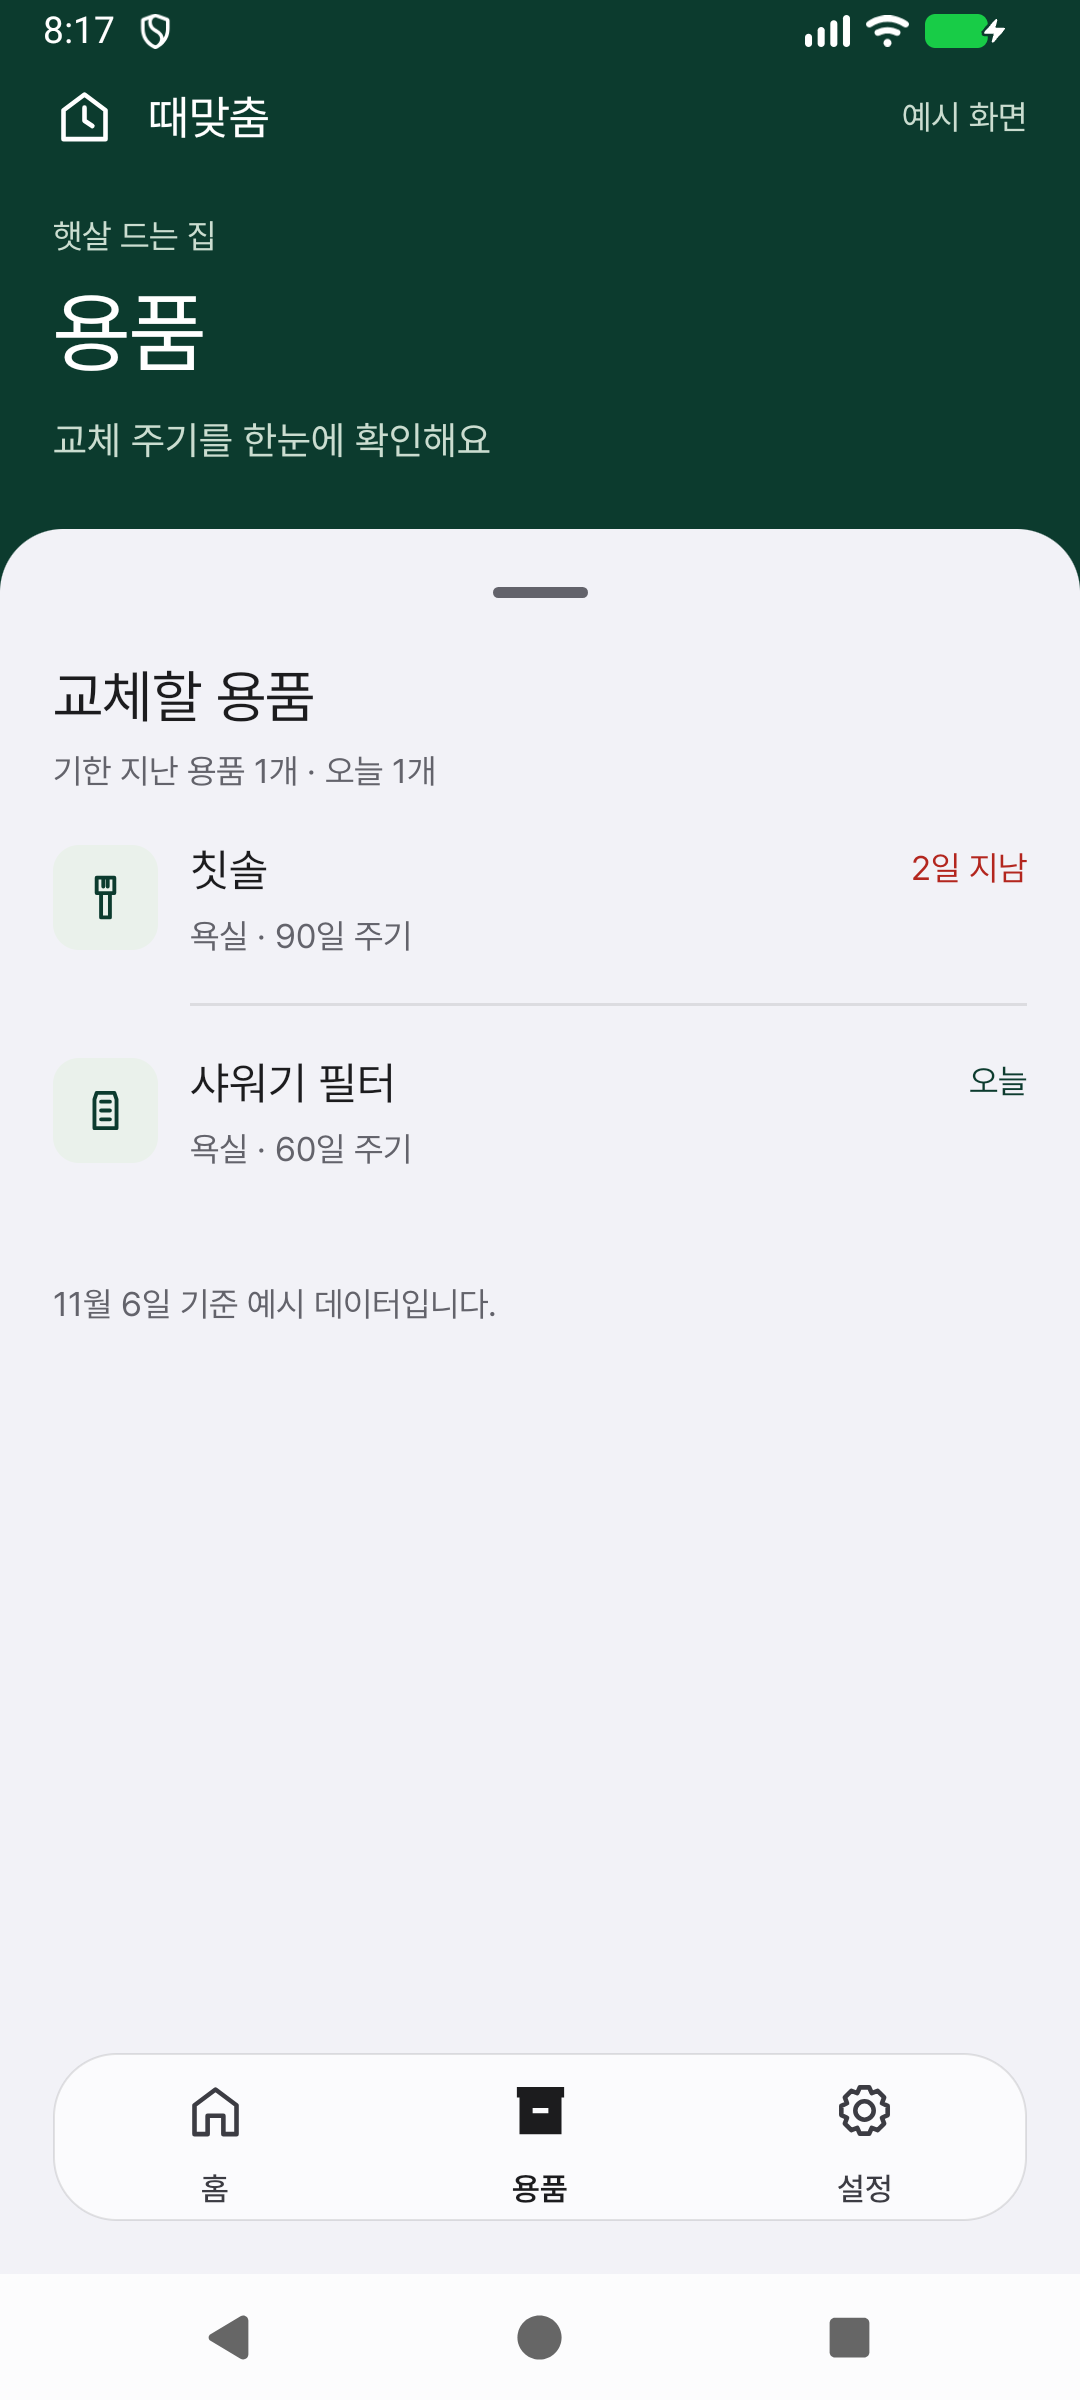 8:17
때맞춤
예시 화면
햇살 드는 집
용품
교체 주기를 한눈에 확인해요
교체할 용품
기한 지난 용품 1개 · 오늘 1개
칫솔
2일 지남
욕실 · 90일 주기
샤워기 필터
오늘
욕실 · 60일 주기
11월 6일 기준 예시 데이터입니다.
홈
용품
설정